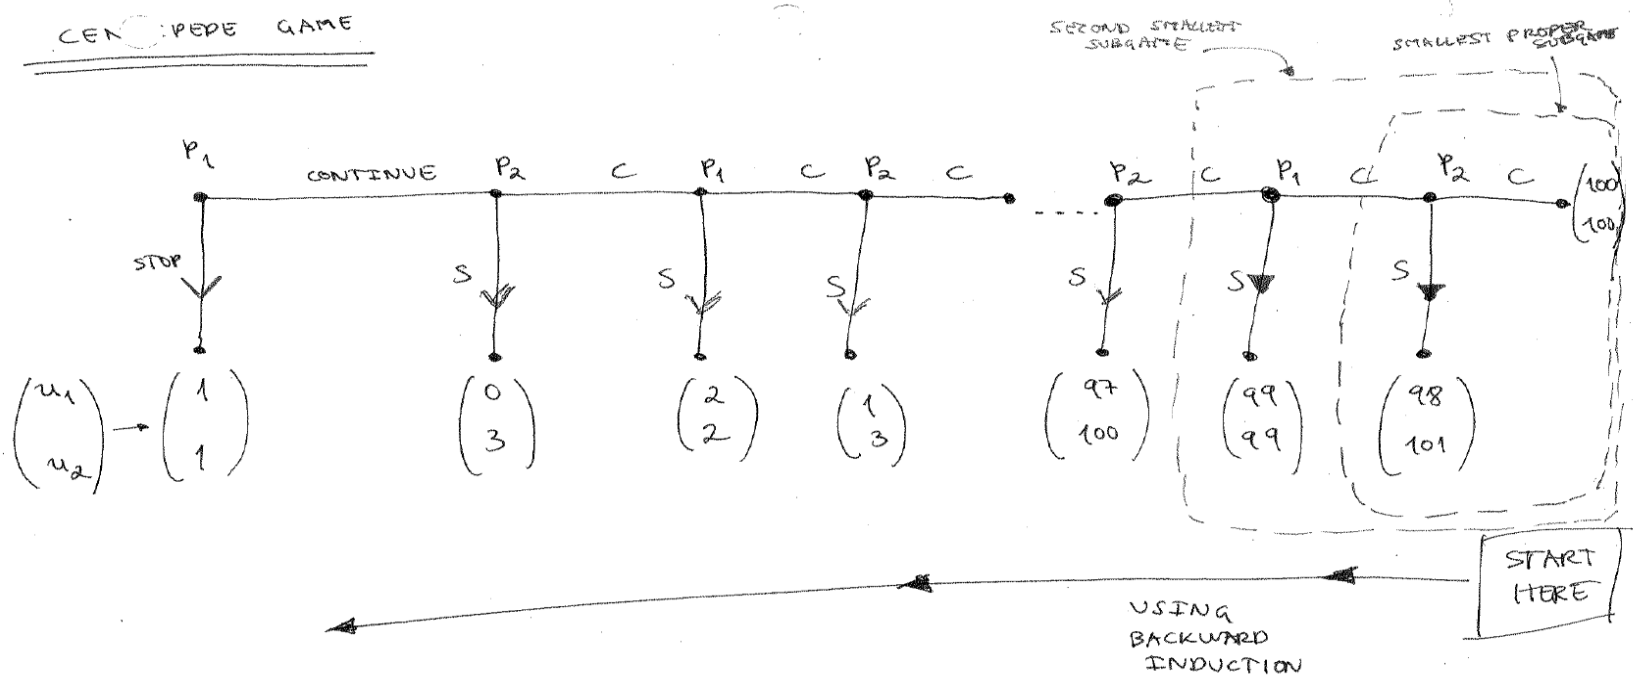 CEN IPEDE GAME
SECOND SMALLEST
SUBGAME
SMALLEST PROPER
SUBGAME
P1 CONTINUE P2 C P1 C P2 C P2 C P1 C P2 C (100
100)
STOP S S S S S S
(u1
u2) → (1
1) (0
3) (2
2) (1
3) (97
100) (99
99) (98
101)
START
HERE
USING
BACKWARD
INDUCTION